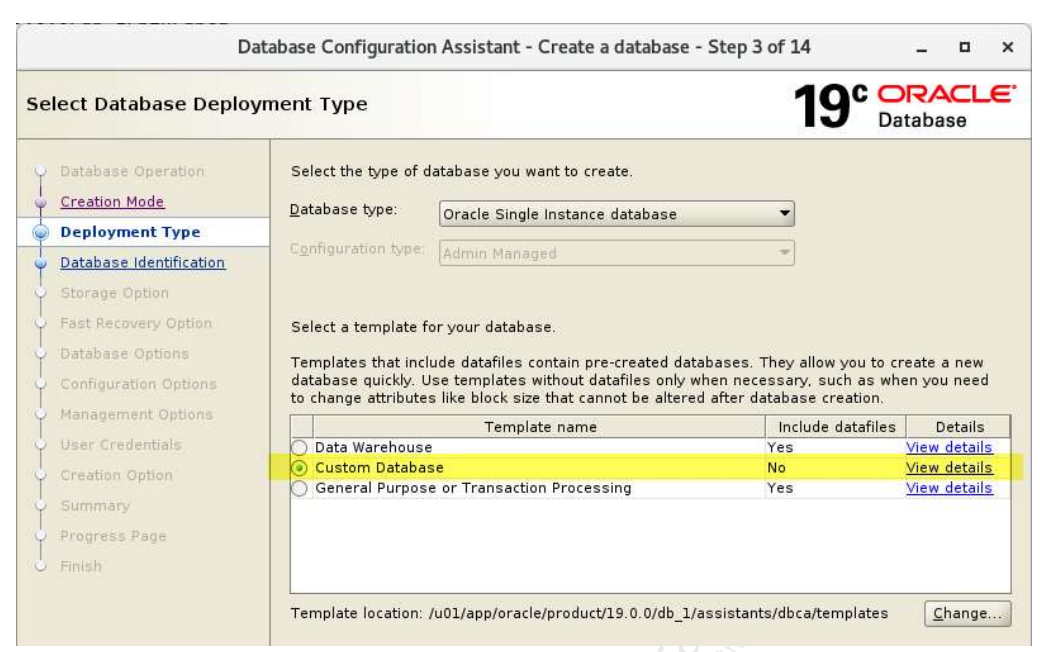 Database Configuration Assistant - Create a database - Step 3 of 14
Select Database Deployment Type
19c ORACLE
Database
Database Operation
Creation Mode
Deployment Type
Database Identification
Storage Option
Fast Recovery Option
Database Options
Configuration Options
Management Options
User Credentials
Creation Option
Summary
Progress Page
Finish
Select the type of database you want to create.
Database type: Oracle Single Instance database
Configuration type: Admin Managed
Select a template for your database.
Templates that include datafiles contain pre-created databases. They allow you to create a new
database quickly. Use templates without datafiles only when necessary, such as when you need
to change attributes like block size that cannot be altered after database creation.
Template name Include datafiles Details
Data Warehouse Yes View details
Custom Database No View details
General Purpose or Transaction Processing Yes View details
Template location: /u01/app/oracle/product/19.0.0/db_1/assistants/dbca/templates Change...